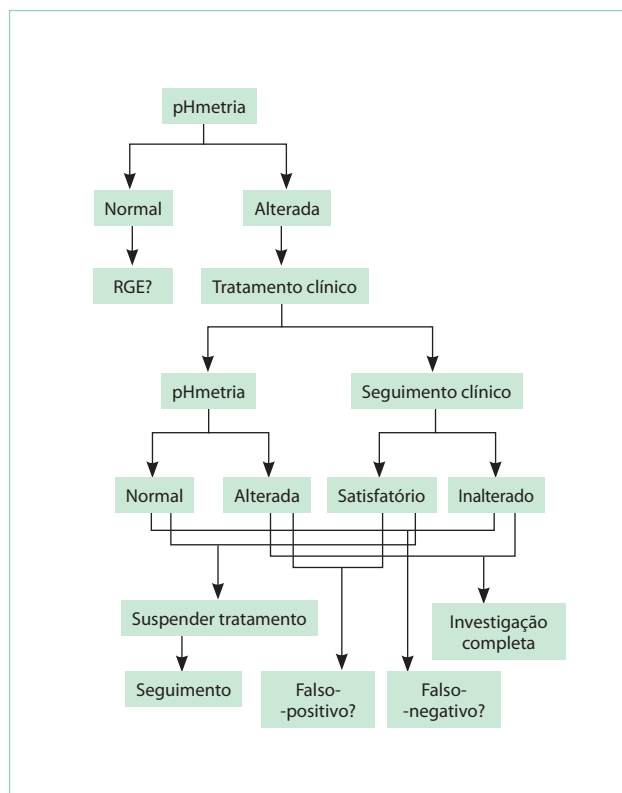 pHmetria
Normal
Alterada
RGE?
Tratamento clínico
pHmetria
Seguimento clínico
Normal
Alterada
Satisfatório
Inalterado
Suspender tratamento
Investigação
completa
Seguimento
Falso-
-positivo?
Falso-
-negativo?